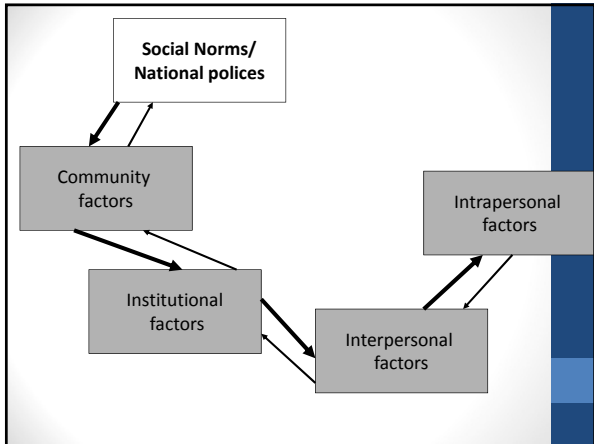 Social Norms/
National polices
Community
factors
Intrapersonal
factors
Institutional
factors
Interpersonal
factors